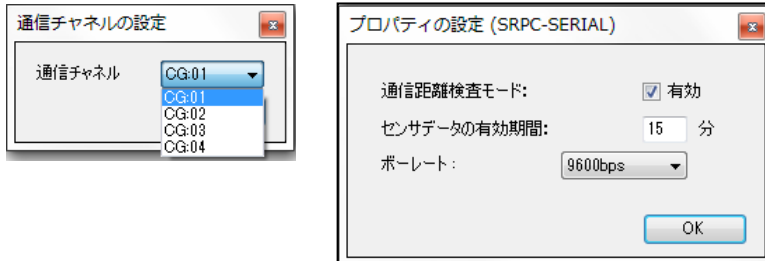 通信チャネルの設定
通信チャネル
CG:01
CG:01
CG:02
CG:03
CG:04
プロパティの設定 (SRPC-SERIAL)
通信距離検査モード:
有効
センサデータの有効期間:
15 分
ボーレート:
9600bps
OK